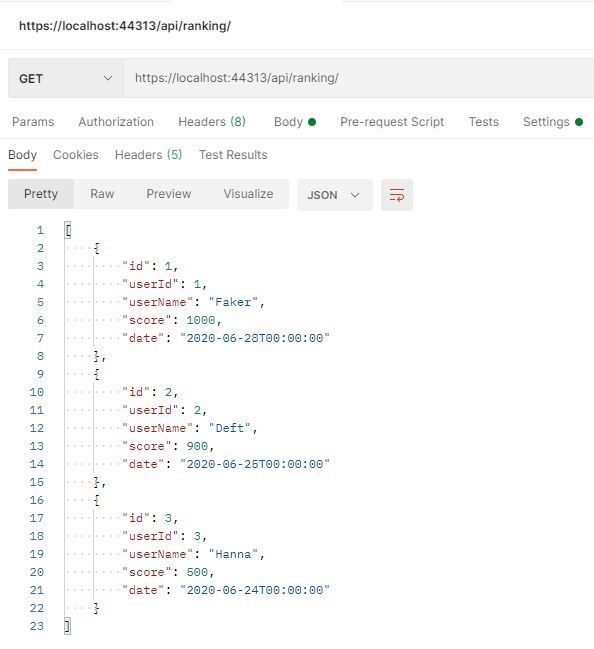 https://localhost:44313/api/ranking/
GET https://localhost:44313/api/ranking/
Params Authorization Headers (8) Body Pre-request Script Tests Settings
Body Cookies Headers (5) Test Results
Pretty Raw Preview Visualize JSON
1 [
2 {
3 "id": 1,
4 "userId": 1,
5 "userName": "Faker",
6 "score": 1000,
7 "date": "2020-06-28T00:00:00"
8 },
9 {
10 "id": 2,
11 "userId": 2,
12 "userName": "Deft",
13 "score": 900,
14 "date": "2020-06-25T00:00:00"
15 },
16 {
17 "id": 3,
18 "userId": 3,
19 "userName": "Hanna",
20 "score": 500,
21 "date": "2020-06-24T00:00:00"
22 }
23 ]